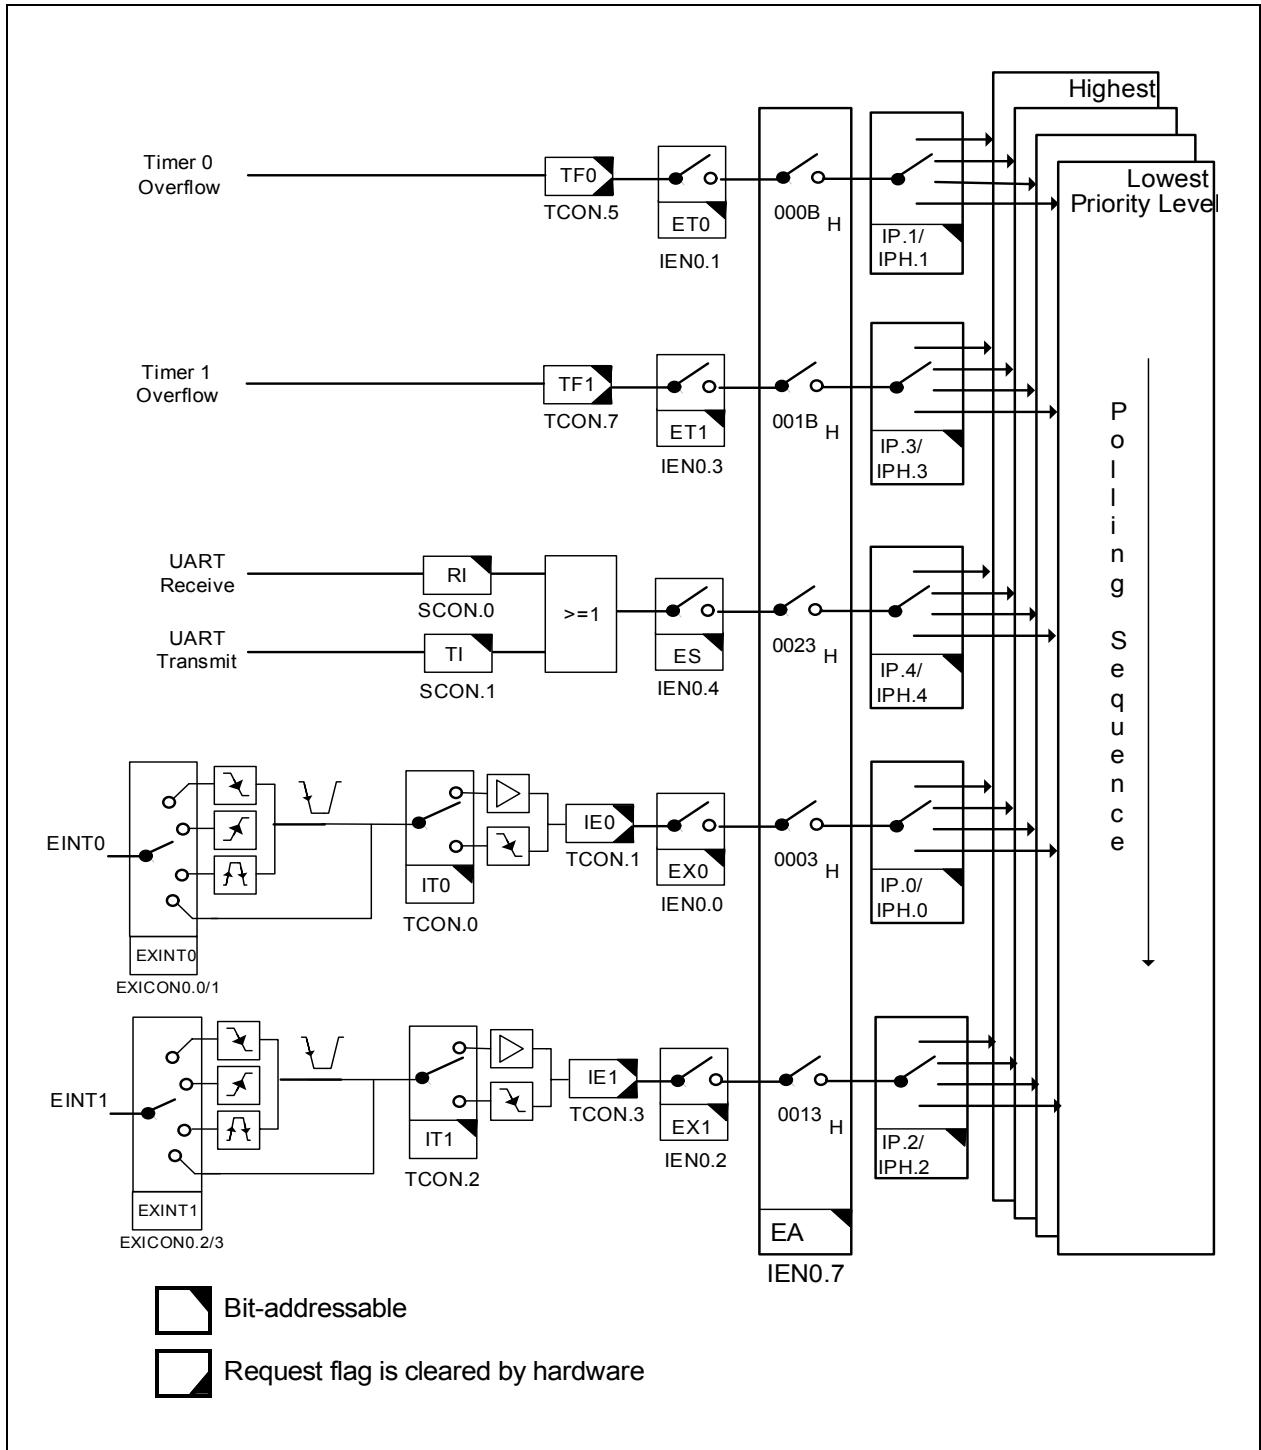 Highest
Lowest
Priority Level
Timer 0
Overflow
TF0
TCON.5
ET0
IEN0.1
000B H
IP.1/
IPH.1
Timer 1
Overflow
TF1
TCON.7
ET1
IEN0.3
001B H
IP.3/
IPH.3
Polling Sequence
UART
Receive
RI
SCON.0
UART
Transmit
TI
SCON.1
>=1
ES
IEN0.4
0023 H
IP.4/
IPH.4
EINT0
EXINT0
EXICON0.0/1
IT0
TCON.0
IE0
TCON.1
EX0
IEN0.0
0003 H
IP.0/
IPH.0
EINT1
EXINT1
EXICON0.2/3
IT1
TCON.2
IE1
TCON.3
EX1
IEN0.2
0013 H
IP.2/
IPH.2
EA
IEN0.7
Bit-addressable
Request flag is cleared by hardware